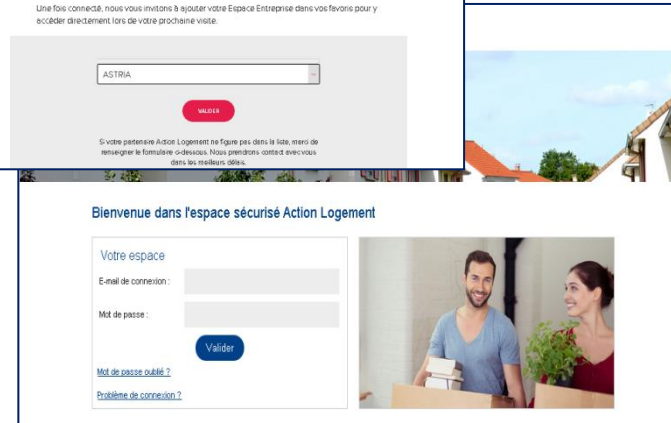 Une fois connecté, nous vous invitons à ajouter votre Espace Entreprise dans vos favoris pour y
accéder directement lors de votre prochaine visite.
ASTRIA
VALIDER
Si votre partenaire Action Logement ne figure pas dans la liste, merci de
renseigner le formulaire ci-dessous. Nous prendrons contact avec vous
dans les meilleurs délais.
Bienvenue dans l'espace sécurisé Action Logement
Votre espace
E-mail de connexion :
Mot de passe :
Valider
Mot de passe oublié ?
Problème de connexion ?